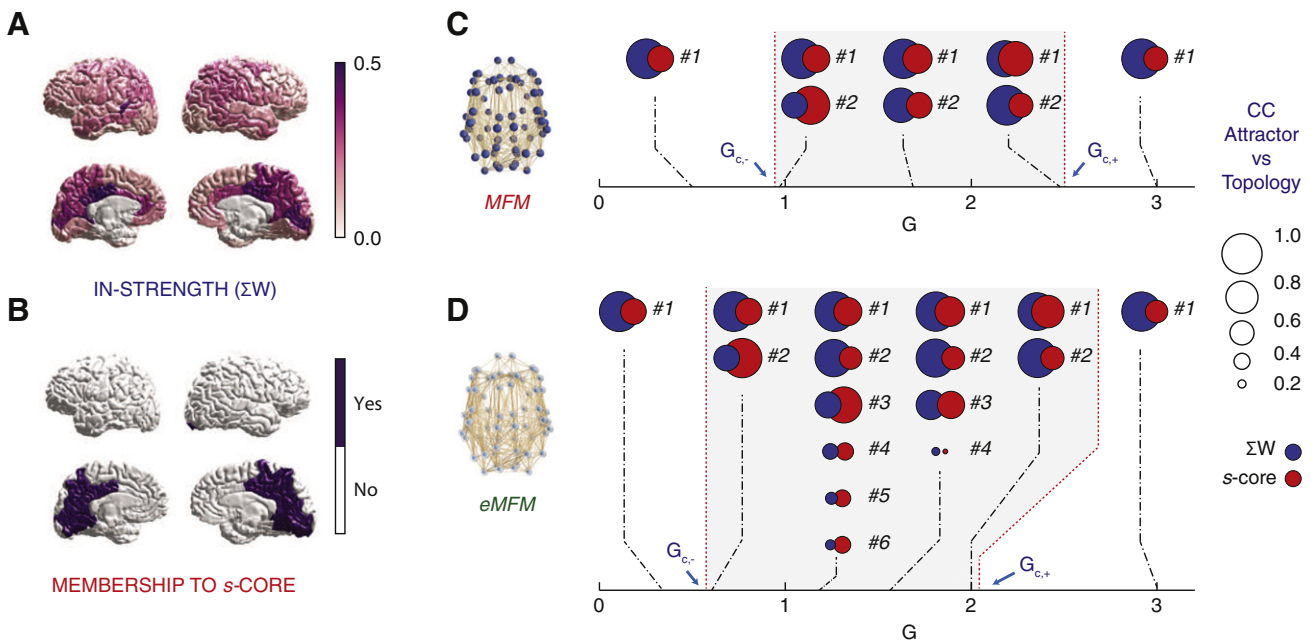 A
0.5
0.0
IN-STRENGTH (ΣW)
B
Yes
No
MEMBERSHIP TO s-CORE
C
MFM
#1
#1 #1 #1
#1
#2 #2 #2
Gc,-
Gc,+
0 1 2 3
G
D
eMFM
#1 #1 #1 #1 #1 #1
#2 #2 #2 #2
#3 #3
#4 #4
#5
#6
Gc,-
Gc,+
0 1 2 3
G
CC
Attractor
vs
Topology
1.0
0.8
0.6
0.4
0.2
ΣW
s-core